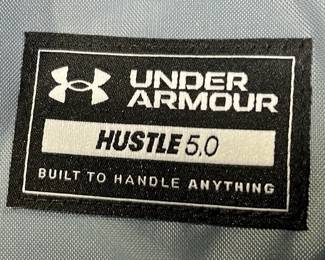 UNDER
ARMOUR
HUSTLE 5.0
BUILT TO HANDLE ANYTHING